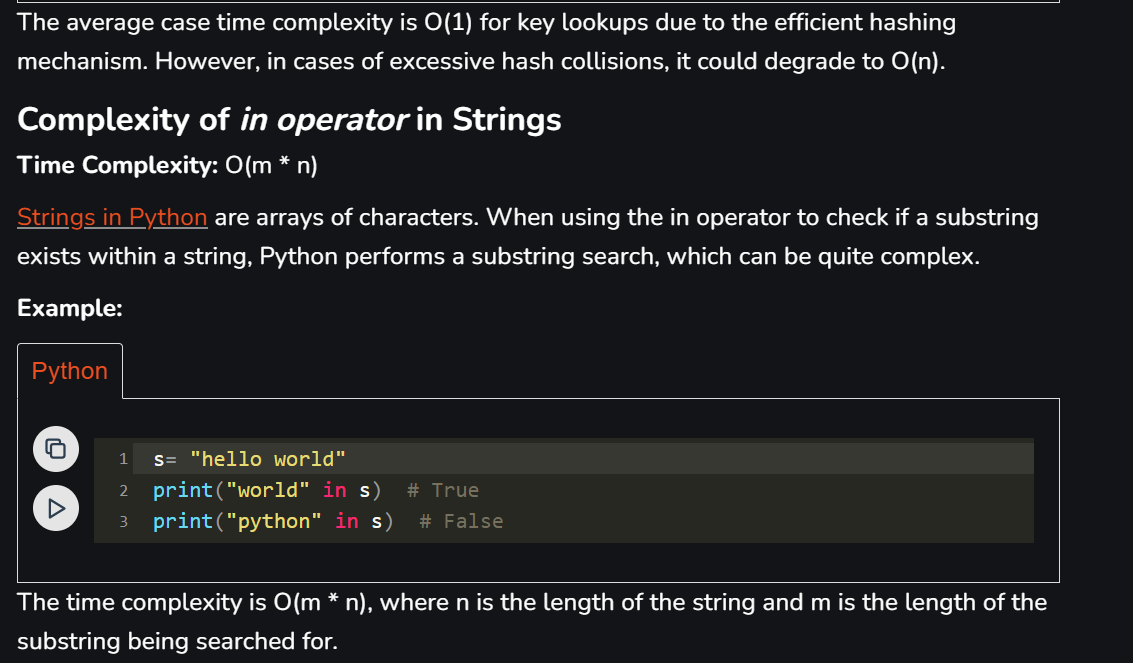 The average case time complexity is O(1) for key lookups due to the efficient hashing
mechanism. However, in cases of excessive hash collisions, it could degrade to O(n).
Complexity of in operator in Strings
Time Complexity: O(m * n)
Strings in Python are arrays of characters. When using the in operator to check if a substring
exists within a string, Python performs a substring search, which can be quite complex.
Example:
Python
1 s= "hello world"
2 print("world" in s)  # True
3 print("python" in s)  # False
The time complexity is O(m * n), where n is the length of the string and m is the length of the
substring being searched for.